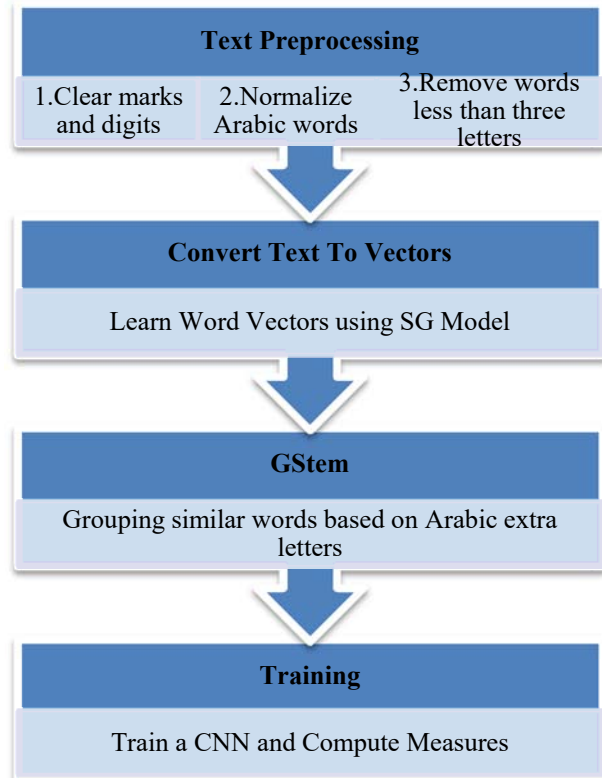 Text Preprocessing
1.Clear marks
and digits
2.Normalize
Arabic words
3.Remove words
less than three
letters
Convert Text To Vectors
Learn Word Vectors using SG Model
GStem
Grouping similar words based on Arabic extra
letters
Training
Train a CNN and Compute Measures